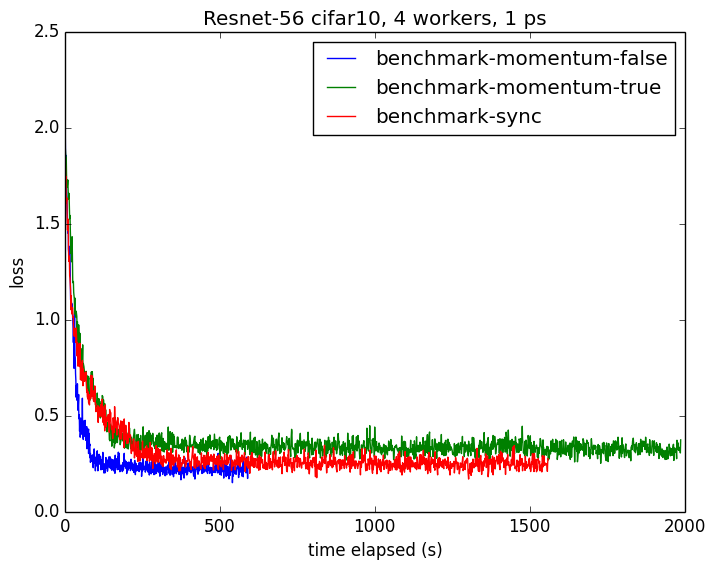 Resnet-56 cifar10, 4 workers, 1 ps
2.5
benchmark-momentum-false
benchmark-momentum-true
benchmark-sync
2.0
1.5
loss
1.0
0.5
0.0
0 500 1000 1500 2000
time elapsed (s)